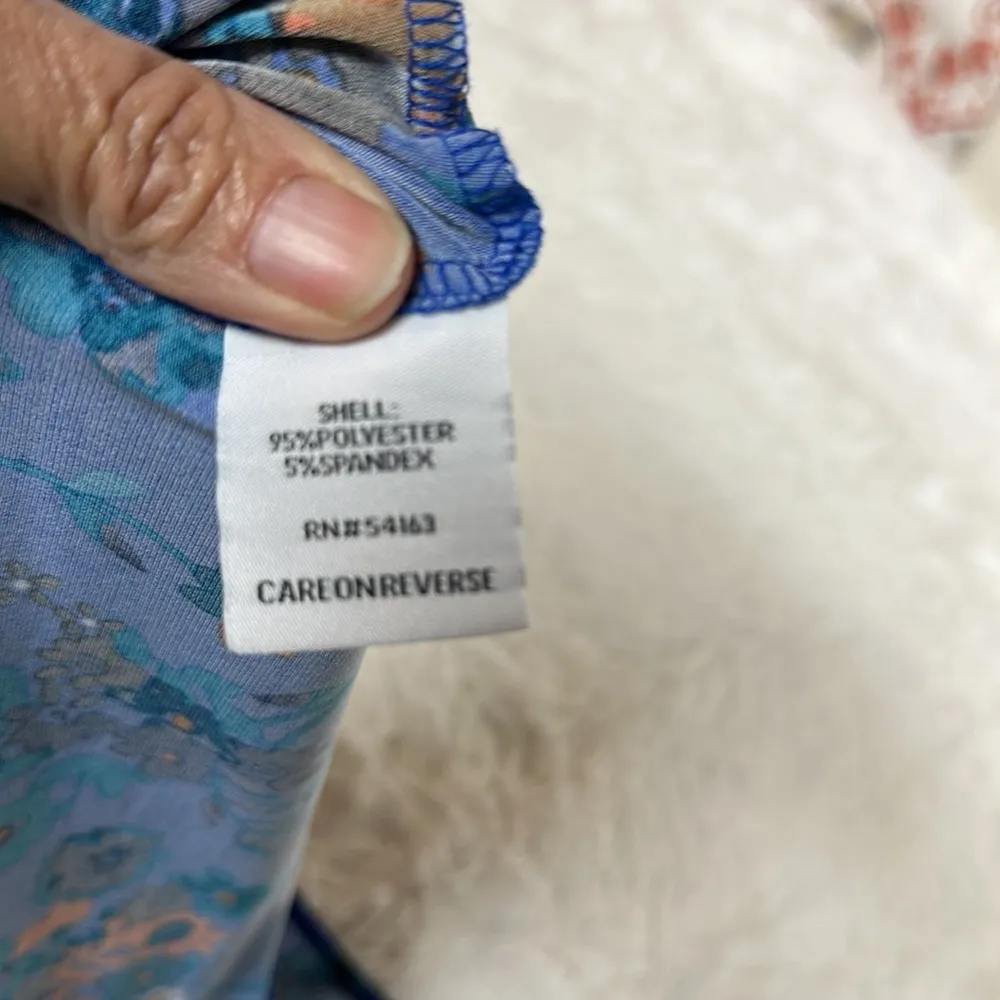 SHELL:
95%POLYESTER
5%SPANDEX
RN#54163
CAREONREVERSE